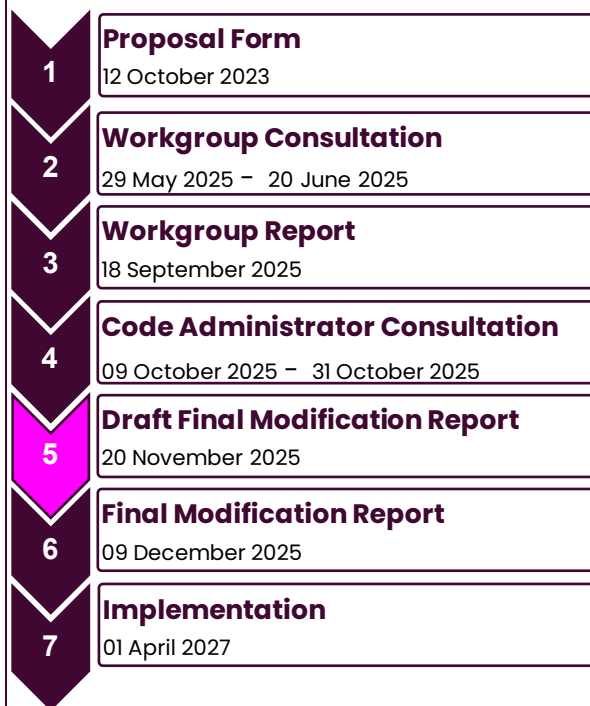 1
Proposal Form
12 October 2023
2
Workgroup Consultation
29 May 2025 – 20 June 2025
3
Workgroup Report
18 September 2025
4
Code Administrator Consultation
09 October 2025 – 31 October 2025
5
Draft Final Modification Report
20 November 2025
6
Final Modification Report
09 December 2025
7
Implementation
01 April 2027